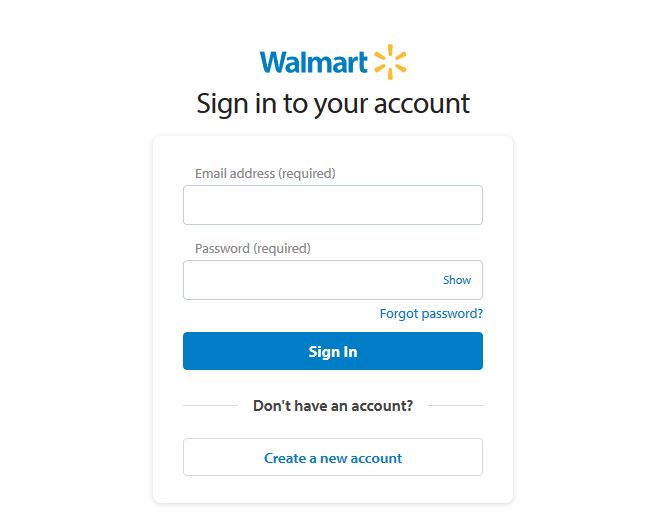 Walmart
Sign in to your account
Email address (required)
Password (required)
Show
Forgot password?
Sign In
Don't have an account?
Create a new account